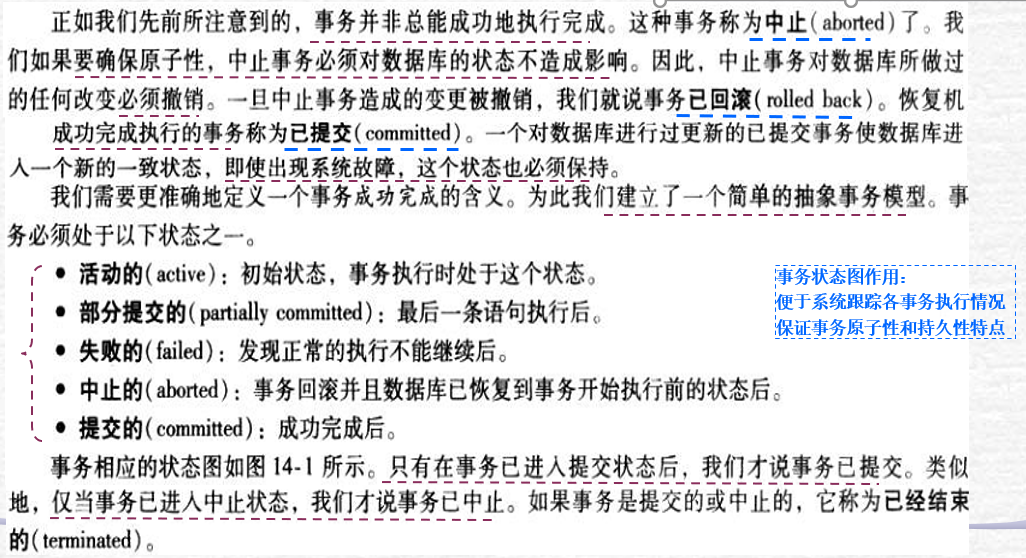 正如我们先前所注意到的，事务并非总能成功地执行完成。这种事务称为中止(aborted)了。我
们如果要确保原子性，中止事务必须对数据库的状态不造成影响。因此，中止事务对数据库所做过
的任何改变必须撤销。一旦中止事务造成的变更被撤销，我们就说事务已回滚(rolled back)。恢复机
成功完成执行的事务称为已提交(committed)。一个对数据库进行过更新的已提交事务使数据库进
入一个新的一致状态，即使出现系统故障，这个状态也必须保持。
我们需要更准确地定义一个事务成功完成的含义。为此我们建立了一个简单的抽象事务模型。事
务必须处于以下状态之一。
• 活动的(active)：初始状态，事务执行时处于这个状态。
• 部分提交的(partially committed)：最后一条语句执行后。
• 失败的(failed)：发现正常的执行不能继续后。
• 中止的(aborted)：事务回滚并且数据库已恢复到事务开始执行前的状态后。
• 提交的(committed)：成功完成后。
事务状态图作用：
便于系统跟踪各事务执行情况
保证事务原子性和持久性特点
事务相应的状态图如图 14-1 所示。只有在事务已进入提交状态后，我们才说事务已提交。类似
地，仅当事务已进入中止状态，我们才说事务已中止。如果事务是提交的或中止的，它称为已经结束
的(terminated)。